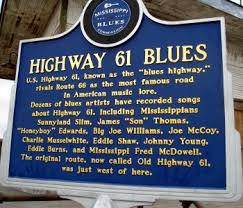 MISSISSIPPI
BLUES
COMMISSION
HIGHWAY 61 BLUES
U.S. Highway 61, known as the "blues highway,"
rivals Route 66 as the most famous road
in American music lore.
Dozens of blues artists have recorded songs
about Highway 61, including Mississippians
Sunnyland Slim, James "Son" Thomas,
"Honeyboy" Edwards, Big Joe Williams, Joe McCoy,
Charlie Musselwhite, Eddie Shaw, Johnny Young,
Eddie Burns, and Mississippi Fred McDowell.
The original route, now called Old Highway 61,
was just west of here.